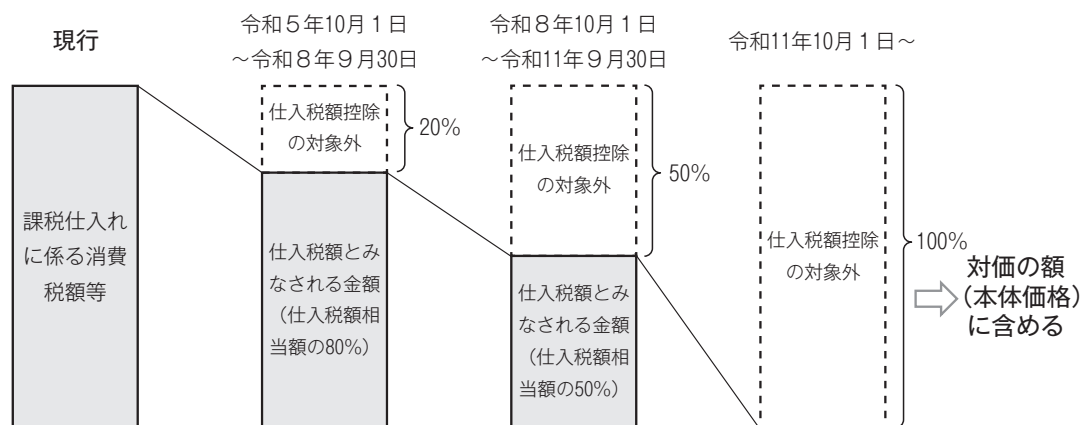 現行
課税仕入れ
に係る消費
税額等
令和５年10月１日
～令和８年９月30日
仕入税額控除
の対象外
20%
仕入税額とみ
なされる金額
（仕入税額相
当額の80%）
令和８年10月１日
～令和11年９月30日
仕入税額控除
の対象外
50%
仕入税額とみ
なされる金額
（仕入税額相
当額の50%）
令和11年10月１日～
仕入税額控除
の対象外
100%
対価の額
（本体価格）
に含める